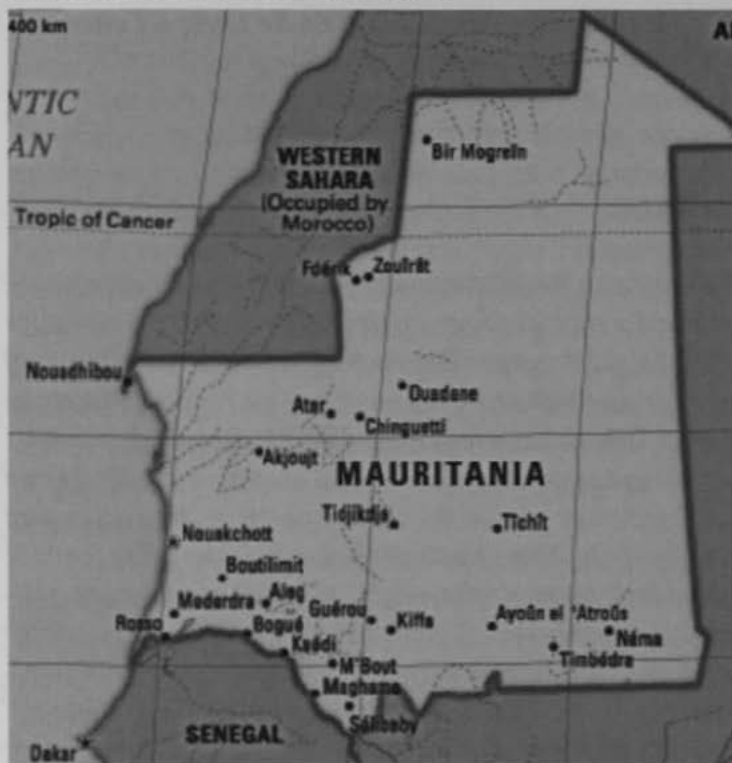 400 km
NTIC
AN
WESTERN
SAHARA
(Occupied by
Morocco)
Bir Mogreïn
Tropic of Cancer
Fdérik
Zouîrât
Nouadhibou
Ouadane
Atar
Chinguetti
Akjoujt
MAURITANIA
Tidjikdja
Tîchît
Nouakchott
Boutilimit
Aleg
Mederdra
Guérou
Kiffa
Ayoûn el 'Atroûs
Rosso
Bogué
Néma
Kaédi
Timbédra
M'Bout
Maghama
Sélibaby
SENEGAL
Dakar